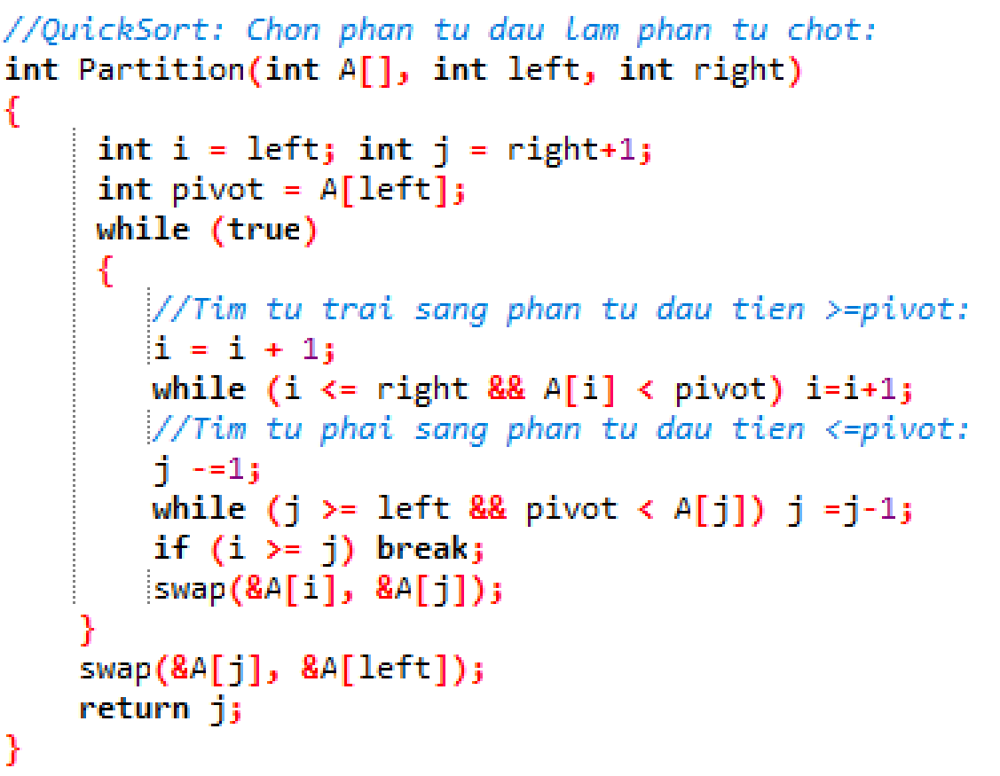 //QuickSort: Chon phan tu dau lam phan tu chot:
int Partition(int A[], int left, int right)
{
int i = left; int j = right+1;
int pivot = A[left];
while (true)
{
//Tim tu trai sang phan tu dau tien >=pivot:
i = i + 1;
while (i <= right && A[i] < pivot) i=i+1;
//Tim tu phai sang phan tu dau tien <=pivot:
j -=1;
while (j >= left && pivot < A[j]) j =j-1;
if (i >= j) break;
swap(&A[i], &A[j]);
}
swap(&A[j], &A[left]);
return j;
}